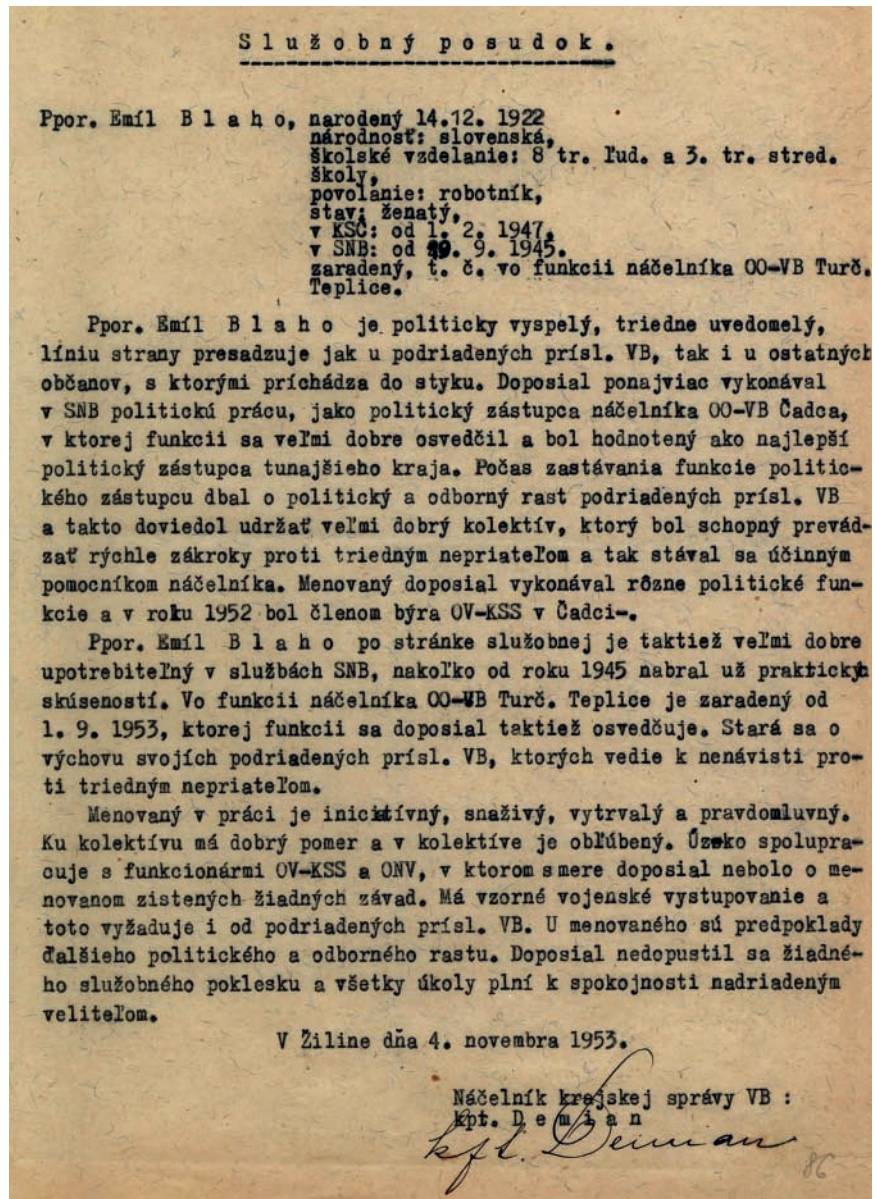 S l u ž o b n ý  p o s u d o k .
Ppor. Emíl B l a h o, narodený 14.12. 1922
národnosť: slovenská,
školské vzdelanie: 8 tr. ľud. a 3. tr. stred.
školy,
povolanie: robotník,
stav: ženatý,
v KSČ: od 1. 2. 1947.
v SNB: od 9. 1945.
zaradený, t. č. vo funkcii náčelníka OO-VB Turč.
Teplice.
Ppor. Emíl B l a h o je politicky vyspelý, triedne uvedomelý,
líniu strany presadzuje jak u podriadených prísl. VB, tak i u ostatných
občanov, s ktorými prichádza do styku. Doposial ponajviac vykonával
v SNB politickú prácu, jako politický zástupca náčelníka OO-VB Čadca,
v ktorej funkcii sa veľmi dobre osvedčil a bol hodnotený ako najlepší
politický zástupca tunajšieho kraja. Počas zastávania funkcie politic-
kého zástupcu dbal o politický a odborný rast podriadených prísl. VB
a takto doviedol udržať veľmi dobrý kolektív, ktorý bol schopný prevád-
zať rýchle zákroky proti triedným nepriateľom a tak stával sa účinným
pomocníkom náčelníka. Menovaný doposial vykonával rôzne politické fun-
kcie a v roku 1952 bol členom býra OV-KSS v Čadci-.
Ppor. Emíl B l a h o po stránke služobnej je taktiež veľmi dobre
upotrebiteľný v službách SNB, nakoľko od roku 1945 nabral už praktických
skúseností. Vo funkcii náčelníka OO-VB Turč. Teplice je zaradený od
1. 9. 1953, ktorej funkcii sa doposial taktiež osvedčuje. Stará sa o
výchovu svojích podriadených prísl. VB, ktorých vedie k nenávisti pro-
ti triedným nepriateľom.
Menovaný v práci je iniciatívný, snaživý, vytrvalý a pravdomluvný.
Ku kolektívu má dobrý pomer a v kolektíve je obľúbený. Úzko spolupra-
cuje s funkcionármi OV-KSS a ONV, v ktorom smere doposial nebolo o me-
novanom zistených žiadných závad. Má vzorné vojenské vystupovanie a
toto vyžaduje i od podriadených prísl. VB. U menovaného sú predpoklady
ďalšieho politického a odborného rastu. Doposial nedopustil sa žiadné-
ho služobného poklesku a všetky úkoly plní k spokojnosti nadriadeným
veliteľom.
V Žiline dňa 4. novembra 1953.
Náčelník krajskej správy VB :
kpt. D e m i a n
kpt. Demian
86